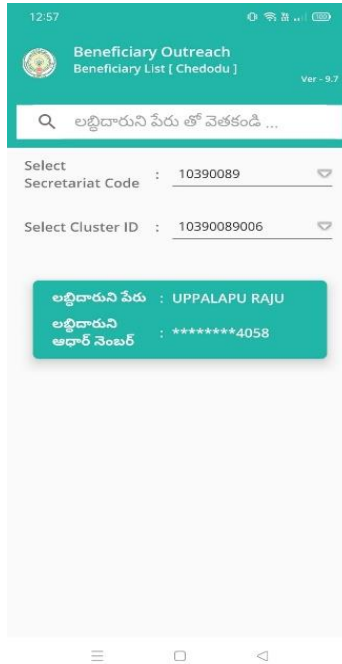 12:57
Beneficiary Outreach
Beneficiary List [ Chedodu ]
Ver - 9.7
లబ్ధిదారుని పేరు తో వెతకండి ...
Select
Secretariat Code : 10390089
Select Cluster ID : 10390089006
లబ్ధిదారుని పేరు : UPPALAPU RAJU
లబ్ధిదారుని
ఆధార్ నెంబర్ : ********4058